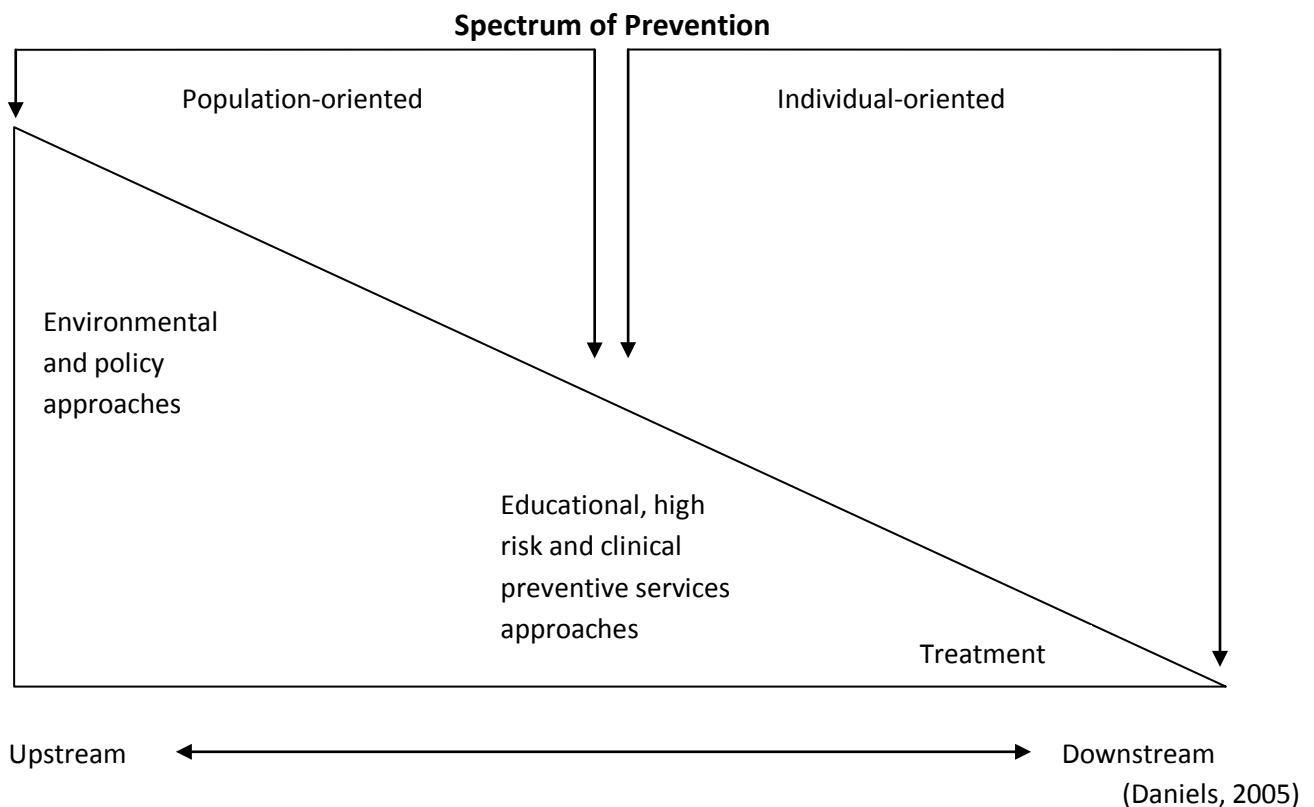 Spectrum of Prevention
Population-oriented
Individual-oriented
Environmental
and policy
approaches
Educational, high
risk and clinical
preventive services
approaches
Treatment
Upstream
Downstream
(Daniels, 2005)